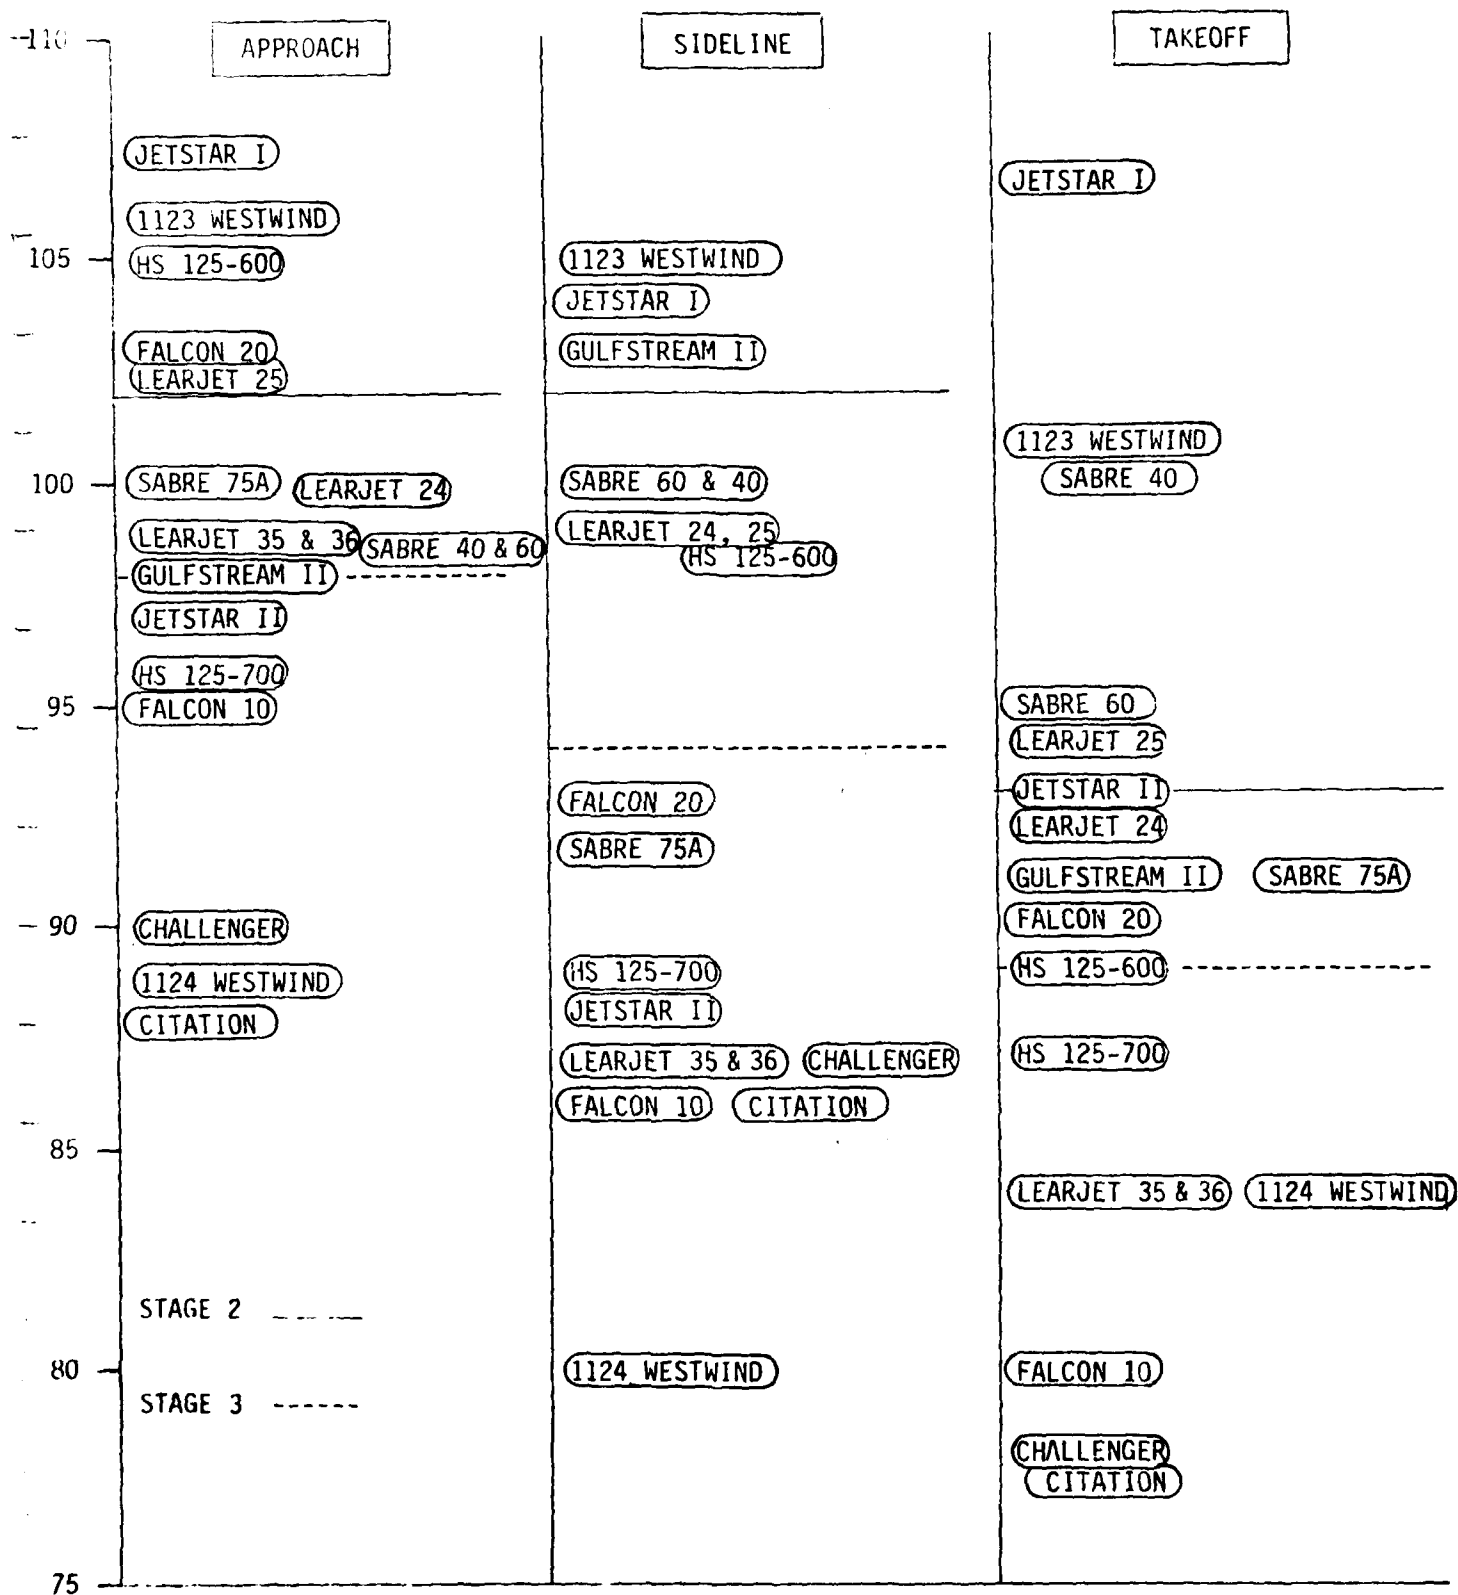 110
APPROACH
SIDELINE
TAKEOFF
JETSTAR I
1123 WESTWIND
105
HS 125-600
FALCON 20
LEARJET 25
100
SABRE 75A
LEARJET 24
LEARJET 35 & 36
SABRE 40 & 60
GULFSTREAM II
JETSTAR II
HS 125-700
95
FALCON 10
90
CHALLENGER
1124 WESTWIND
CITATION
85
STAGE 2
80
STAGE 3
75
1123 WESTWIND
JETSTAR I
GULFSTREAM II
SABRE 60 & 40
LEARJET 24, 25
HS 125-600
FALCON 20
SABRE 75A
HS 125-700
JETSTAR II
LEARJET 35 & 36
CHALLENGER
FALCON 10
CITATION
1124 WESTWIND
JETSTAR I
1123 WESTWIND
SABRE 40
SABRE 60
LEARJET 25
JETSTAR II
LEARJET 24
GULFSTREAM II
SABRE 75A
FALCON 20
HS 125-600
HS 125-700
LEARJET 35 & 36
1124 WESTWIND
FALCON 10
CHALLENGER
CITATION